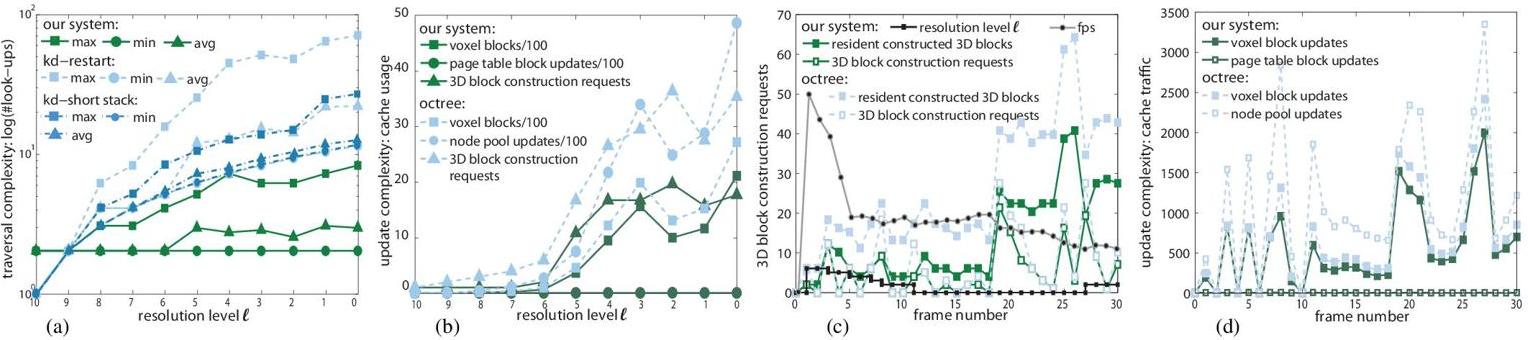 traversal complexity: log(#look–ups)
10²
10¹
10⁰
our system:
max min avg
kd–restart:
max min avg
kd–short stack:
max min
avg
10 9 8 7 6 5 4 3 2 1 0
resolution level ℓ
(a)
update complexity: cache usage
50
40
30
20
10
0
our system:
voxel blocks/100
page table block updates/100
3D block construction requests
octree:
voxel blocks/100
node pool updates/100
3D block construction
requests
10 9 8 7 6 5 4 3 2 1 0
resolution level ℓ
(b)
3D block construction requests
70
60
50
40
30
20
10
0
our system: resolution level ℓ fps
resident constructed 3D blocks
3D block construction requests
octree:
resident constructed 3D blocks
3D block construction requests
0 5 10 15 20 25 30
frame number
(c)
update complexity: cache traffic
3500
3000
2500
2000
1500
1000
500
0
our system:
voxel block updates
page table block updates
octree:
voxel block updates
node pool updates
0 5 10 15 20 25 30
frame number
(d)